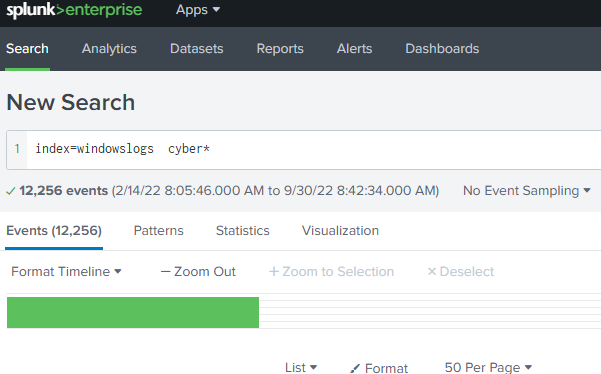 splunk>enterprise Apps
Search Analytics Datasets Reports Alerts Dashboards
New Search
1 index=windowslogs cyber*
✓ 12,256 events (2/14/22 8:05:46.000 AM to 9/30/22 8:42:34.000 AM) No Event Sampling
Events (12,256) Patterns Statistics Visualization
Format Timeline — Zoom Out + Zoom to Selection × Deselect
List Format 50 Per Page